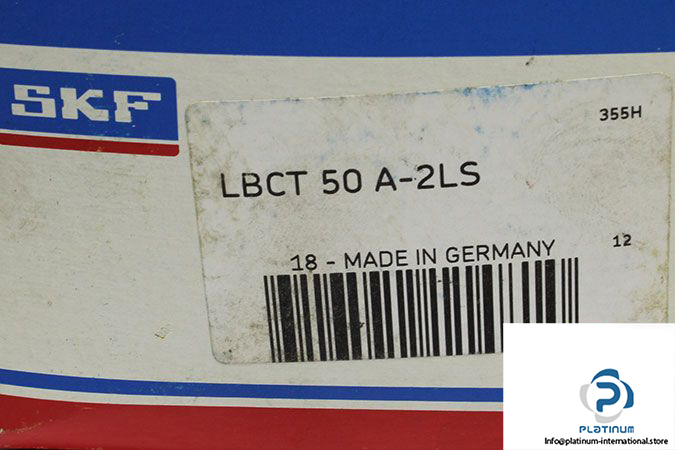 SKF
355H
LBCT 50 A-2LS
18 - MADE IN GERMANY
12
PLATINUM
Info@platinum-international.store